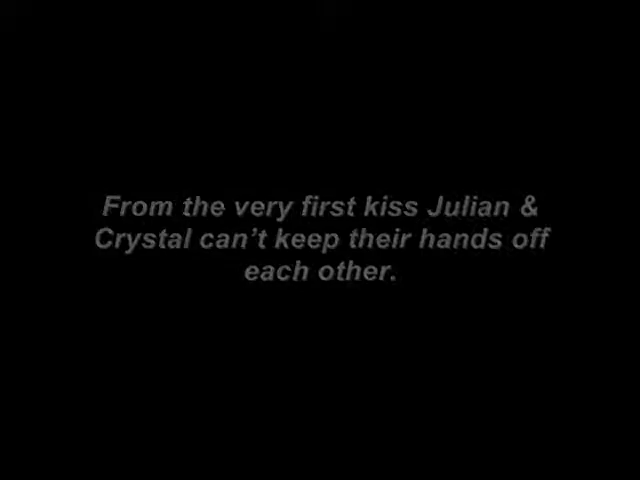 From the very first kiss Julian &
Crystal can’t keep their hands off
each other.